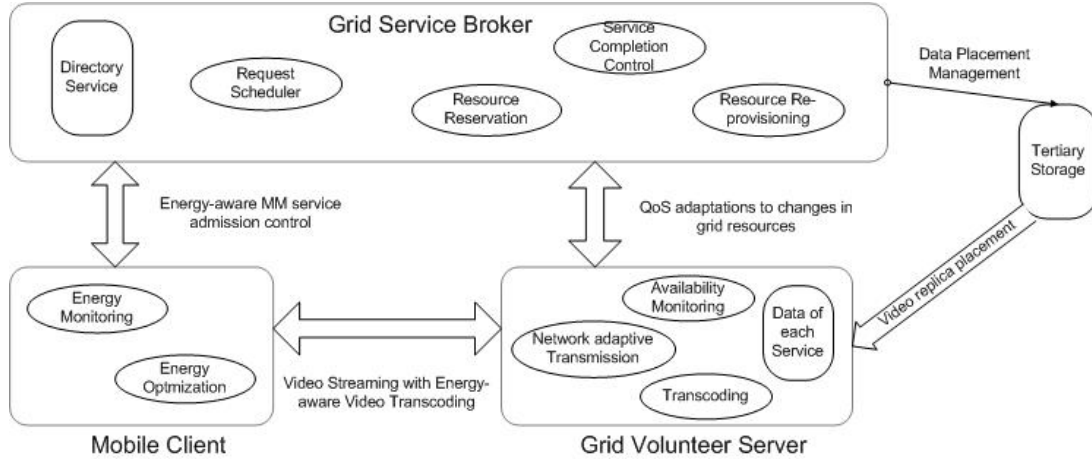 Grid Service Broker
Directory
Service
Request
Scheduler
Resource
Reservation
Service
Completion
Control
Resource Re-
provisioning
Data Placement
Management
Tertiary
Storage
Energy-aware MM service
admission control
QoS adaptations to changes in
grid resources
Video replica placement
Energy
Monitoring
Energy
Optmization
Mobile Client
Video Streaming with Energy-
aware Video Transcoding
Availability
Monitoring
Network adaptive
Transmission
Data of
each
Service
Transcoding
Grid Volunteer Server